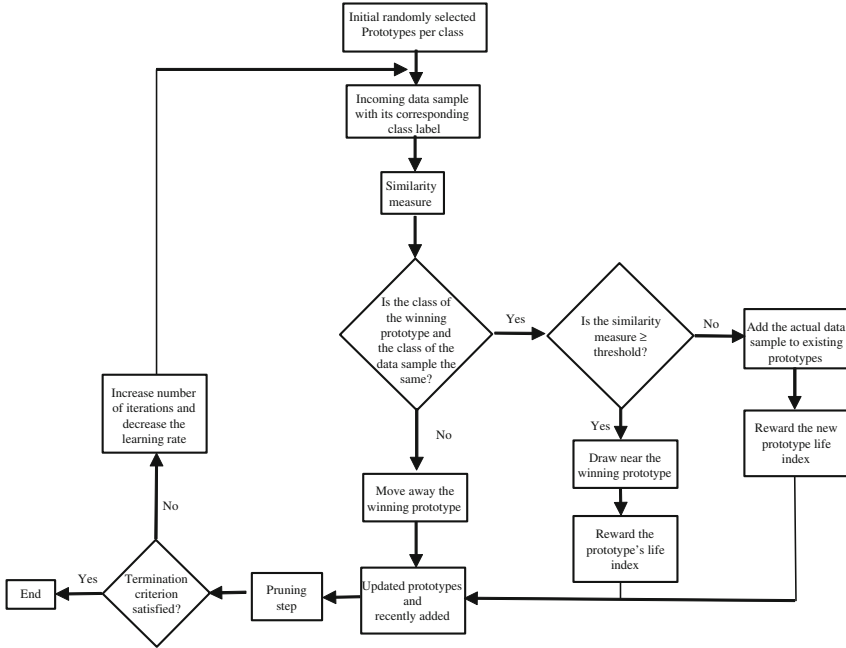 Initial randomly selected
Prototypes per class
Incoming data sample
with its corresponding
class label
Similarity
measure
Is the class of
the winning
prototype and
the class of the
data sample the
same?
Yes
Is the similarity
measure ≥
threshold?
No
Add the actual data
sample to existing
prototypes
Reward the new
prototype life
index
Yes
Draw near the
winning prototype
Reward the
prototype's life
index
No
Move away the
winning prototype
Updated prototypes
and
recently added
Pruning
step
Termination
criterion
satisfied?
Yes
End
No
Increase number
of iterations and
decrease the
learning rate